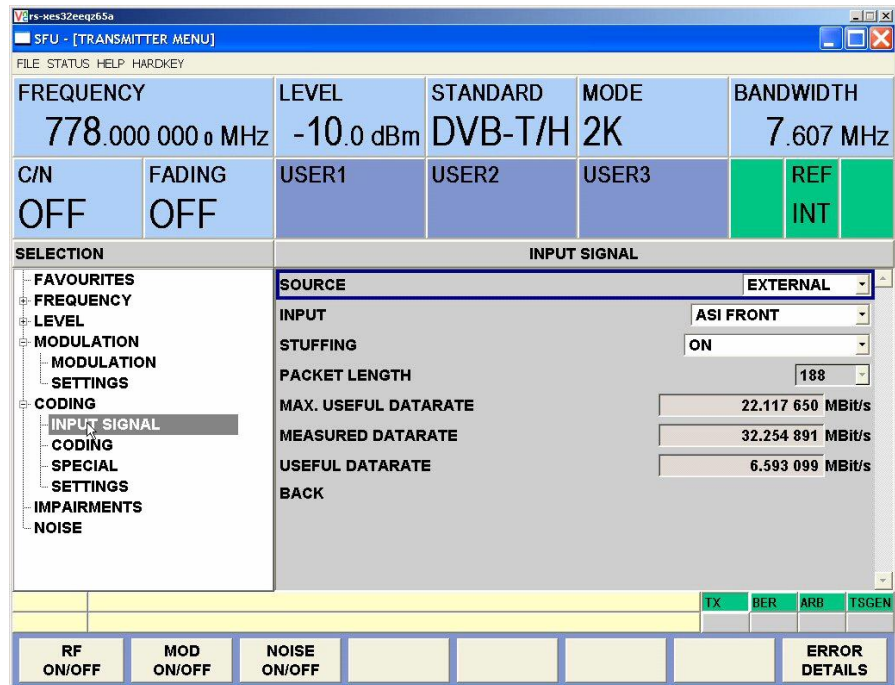 rs-xes32eeqz65a
SFU - [TRANSMITTER MENU]
FILE STATUS HELP HARDKEY
FREQUENCY LEVEL STANDARD MODE BANDWIDTH
778.000 000 0 MHz -10.0 dBm DVB-T/H 2K 7.607 MHz
C/N FADING USER1 USER2 USER3 REF
OFF OFF INT
SELECTION INPUT SIGNAL
FAVOURITES
FREQUENCY
LEVEL
MODULATION
MODULATION
SETTINGS
CODING
INPUT SIGNAL
CODING
SPECIAL
SETTINGS
IMPAIRMENTS
NOISE
SOURCE EXTERNAL
INPUT ASI FRONT
STUFFING ON
PACKET LENGTH 188
MAX. USEFUL DATARATE 22.117 650 MBit/s
MEASURED DATARATE 32.254 891 MBit/s
USEFUL DATARATE 6.593 099 MBit/s
BACK
TX BER ARB TSGEN
RF ON/OFF
MOD ON/OFF
NOISE ON/OFF
ERROR DETAILS